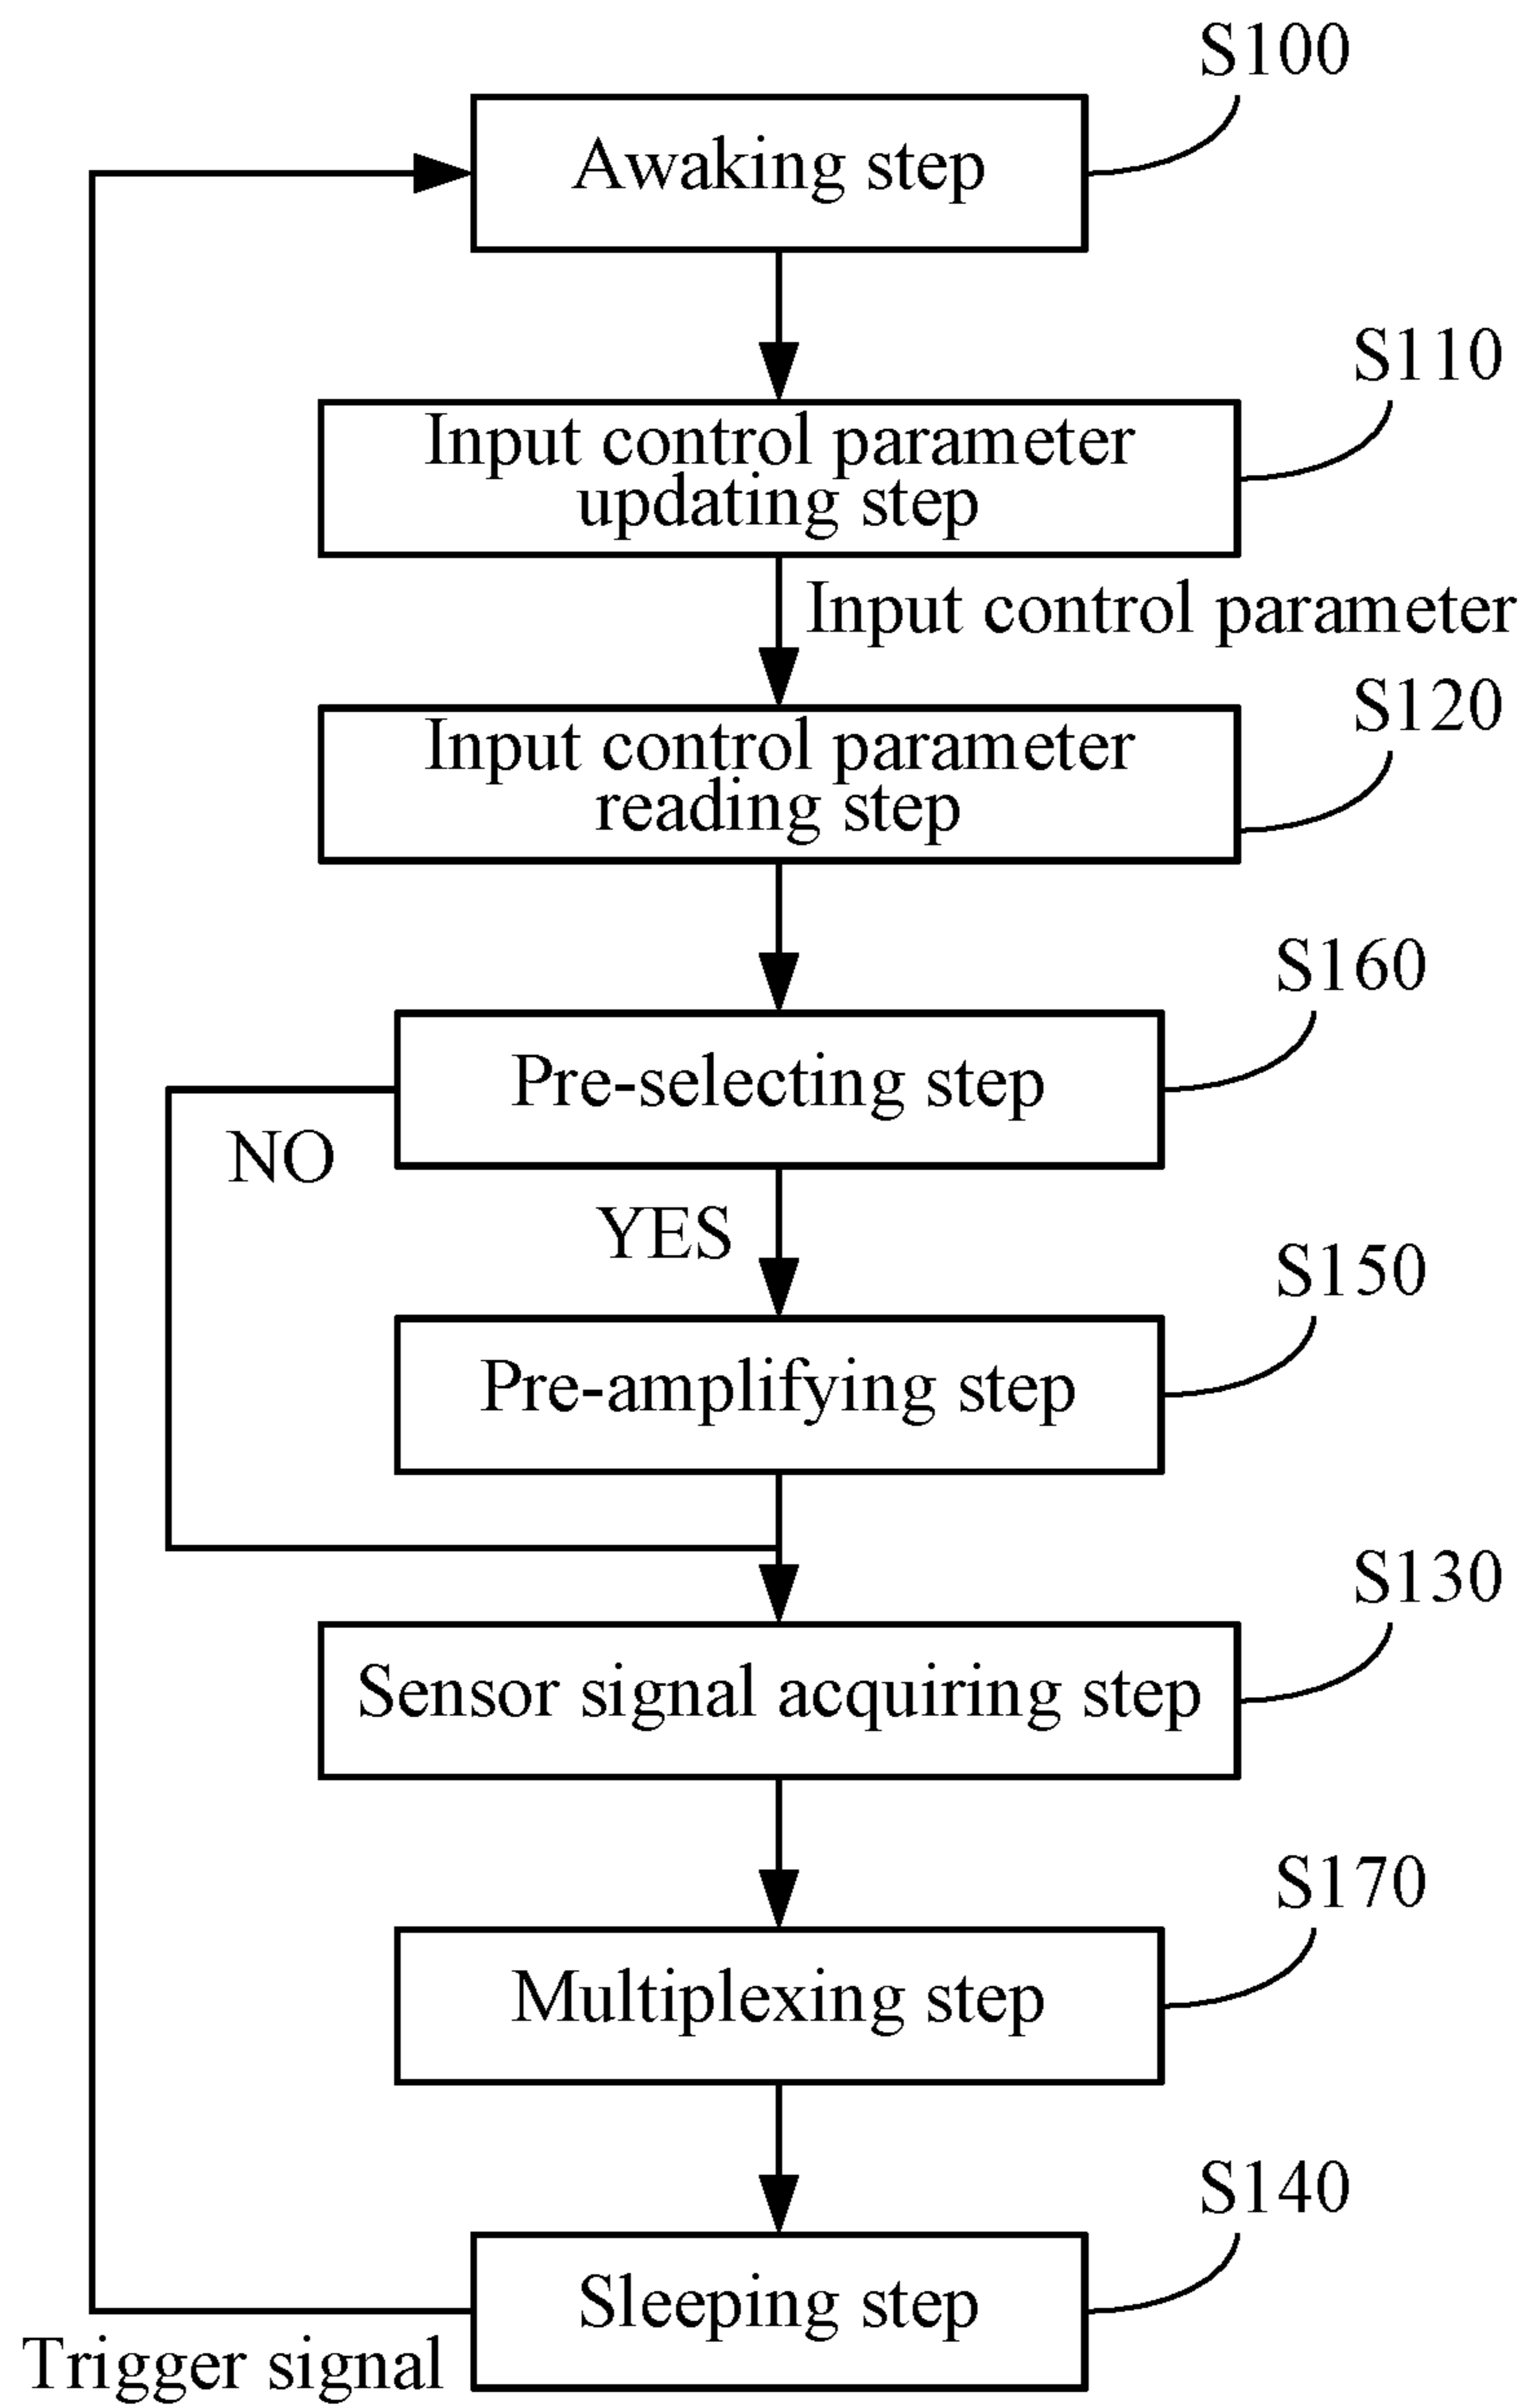 S100
Awaking step
S110
Input control parameter
updating step
Input control parameter
S120
Input control parameter
reading step
S160
Pre-selecting step
NO
YES
S150
Pre-amplifying step
S130
Sensor signal acquiring step
S170
Multiplexing step
S140
Sleeping step
Trigger signal